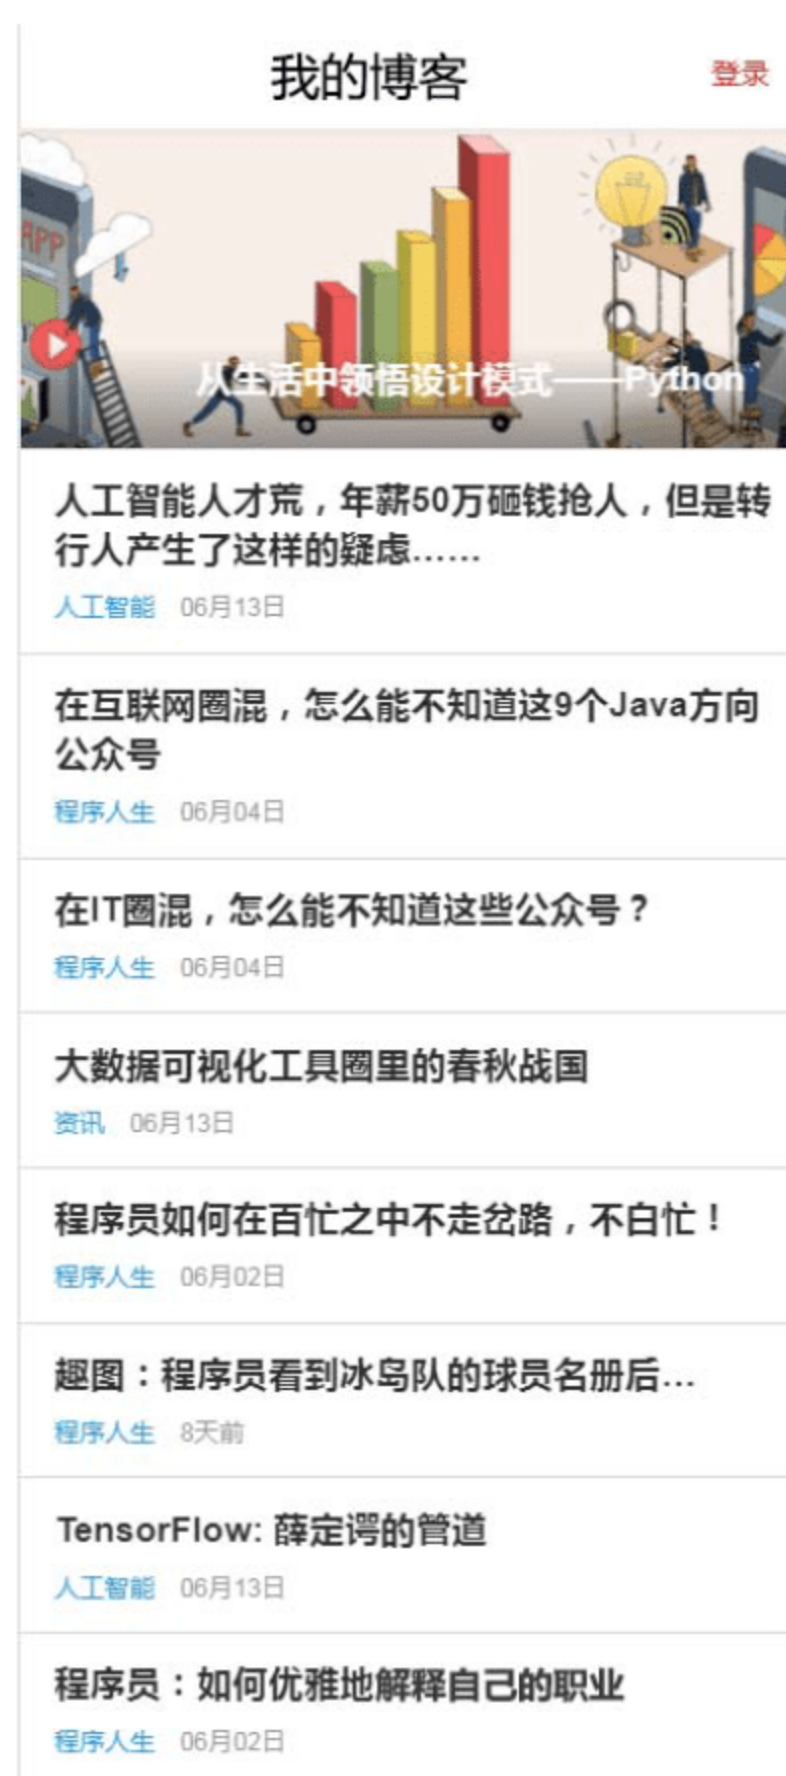 我的博客
登录
APP
从生活中领悟设计模式——Python
人工智能人才荒，年薪50万砸钱抢人，但是转
行人产生了这样的疑虑……
人工智能 06月13日
在互联网圈混，怎么能不知道这9个Java方向
公众号
程序人生 06月04日
在IT圈混，怎么能不知道这些公众号？
程序人生 06月04日
大数据可视化工具圈里的春秋战国
资讯 06月13日
程序员如何在百忙之中不走岔路，不白忙！
程序人生 06月02日
趣图：程序员看到冰岛队的球员名册后…
程序人生 8天前
TensorFlow: 薛定谔的管道
人工智能 06月13日
程序员：如何优雅地解释自己的职业
程序人生 06月02日